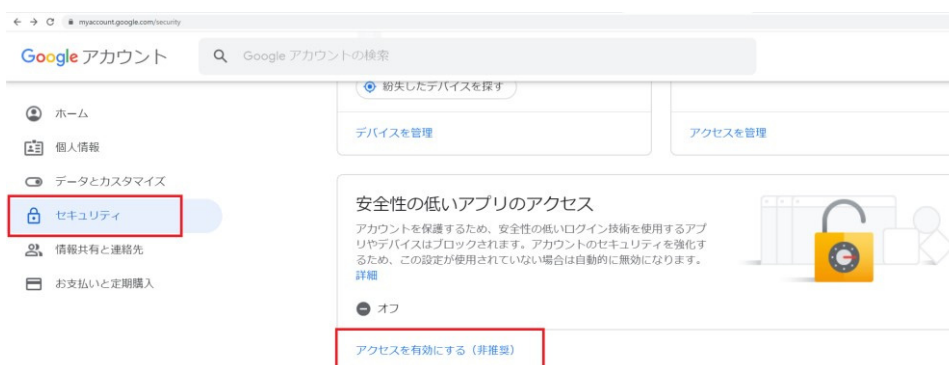 myaccount.google.com/security
Google アカウント
Google アカウントの検索
紛失したデバイスを探す
デバイスを管理
アクセスを管理
ホーム
個人情報
データとカスタマイズ
セキュリティ
情報共有と連絡先
お支払いと定期購入
安全性の低いアプリのアクセス
アカウントを保護するため、安全性の低いログイン技術を使用するアプ
リやデバイスはブロックされます。アカウントのセキュリティを強化す
るため、この設定が使用されていない場合は自動的に無効になります。
詳細
オフ
アクセスを有効にする（非推奨）